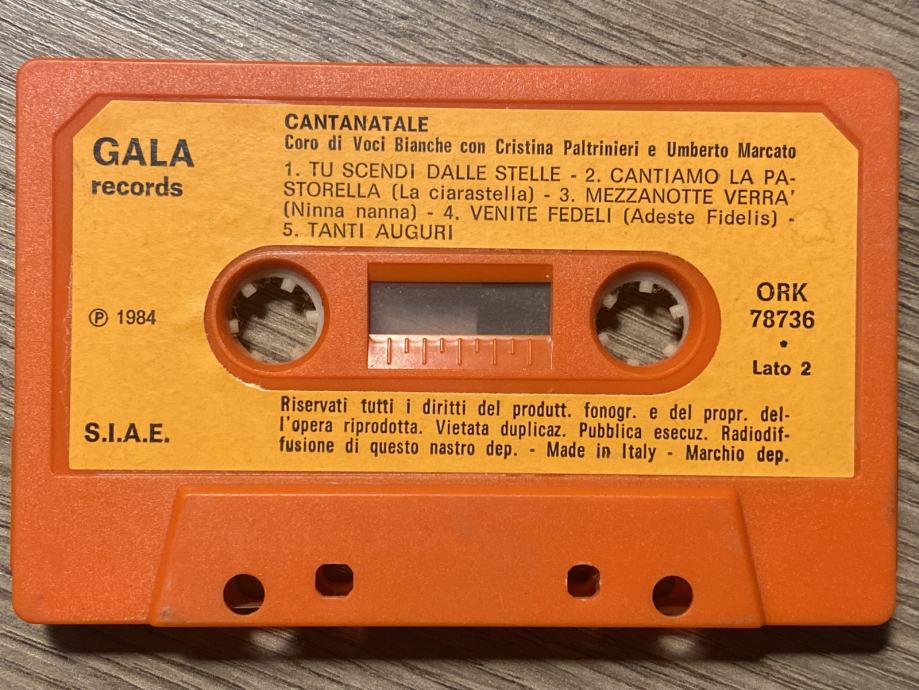 GALA
records
CANTANATALE
Coro di Voci Bianche con Cristina Paltrinieri e Umberto Marcato
1. TU SCENDI DALLE STELLE - 2. CANTIAMO LA PA-
STORELLA (La ciarastella) - 3. MEZZANOTTE VERRA'
(Ninna nanna) - 4. VENITE FEDELI (Adeste Fidelis) -
5. TANTI AUGURI
℗ 1984
ORK
78736
•
Lato 2
S.I.A.E.
Riservati tutti i diritti del produtt. fonogr. e del propr. del-
l'opera riprodotta. Vietata duplicaz. Pubblica esecuz. Radiodif-
fusione di questo nastro dep. - Made in Italy - Marchio dep.